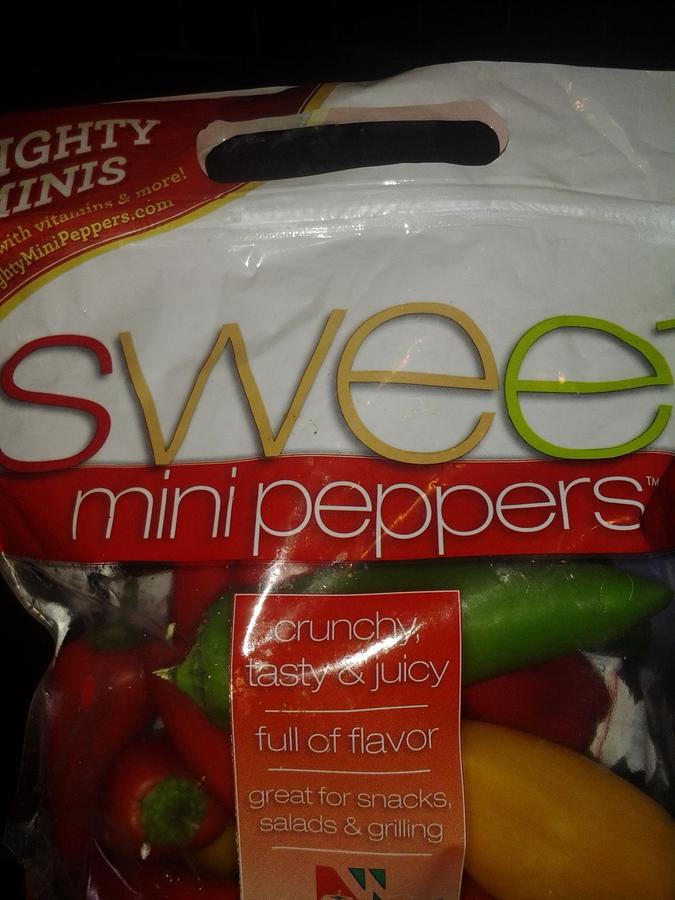 IGHTY
MINIS
with vitamins & more!
ghtyMiniPeppers.com
swee
mini peppers™
crunchy,
tasty & juicy
full of flavor
great for snacks,
salads & grilling